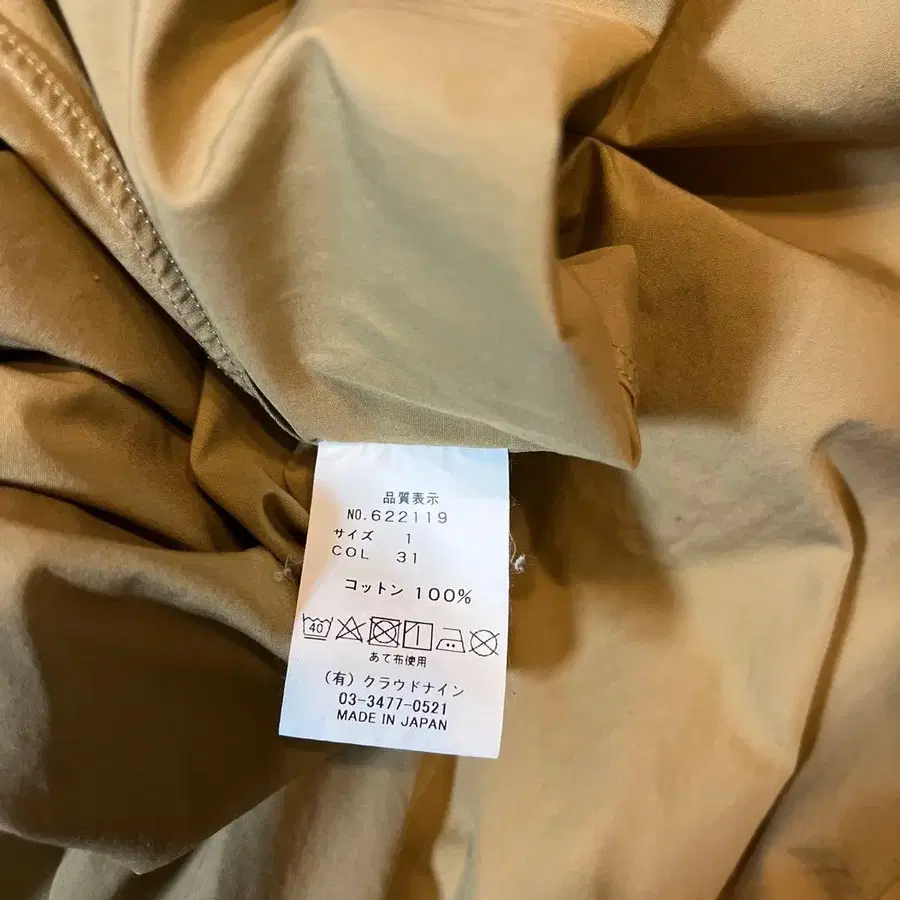 品質表示
NO.622119
サイズ 1
COL 31
コットン 100%
40
あて布使用
(有) クラウドナイン
03-3477-0521
MADE IN JAPAN